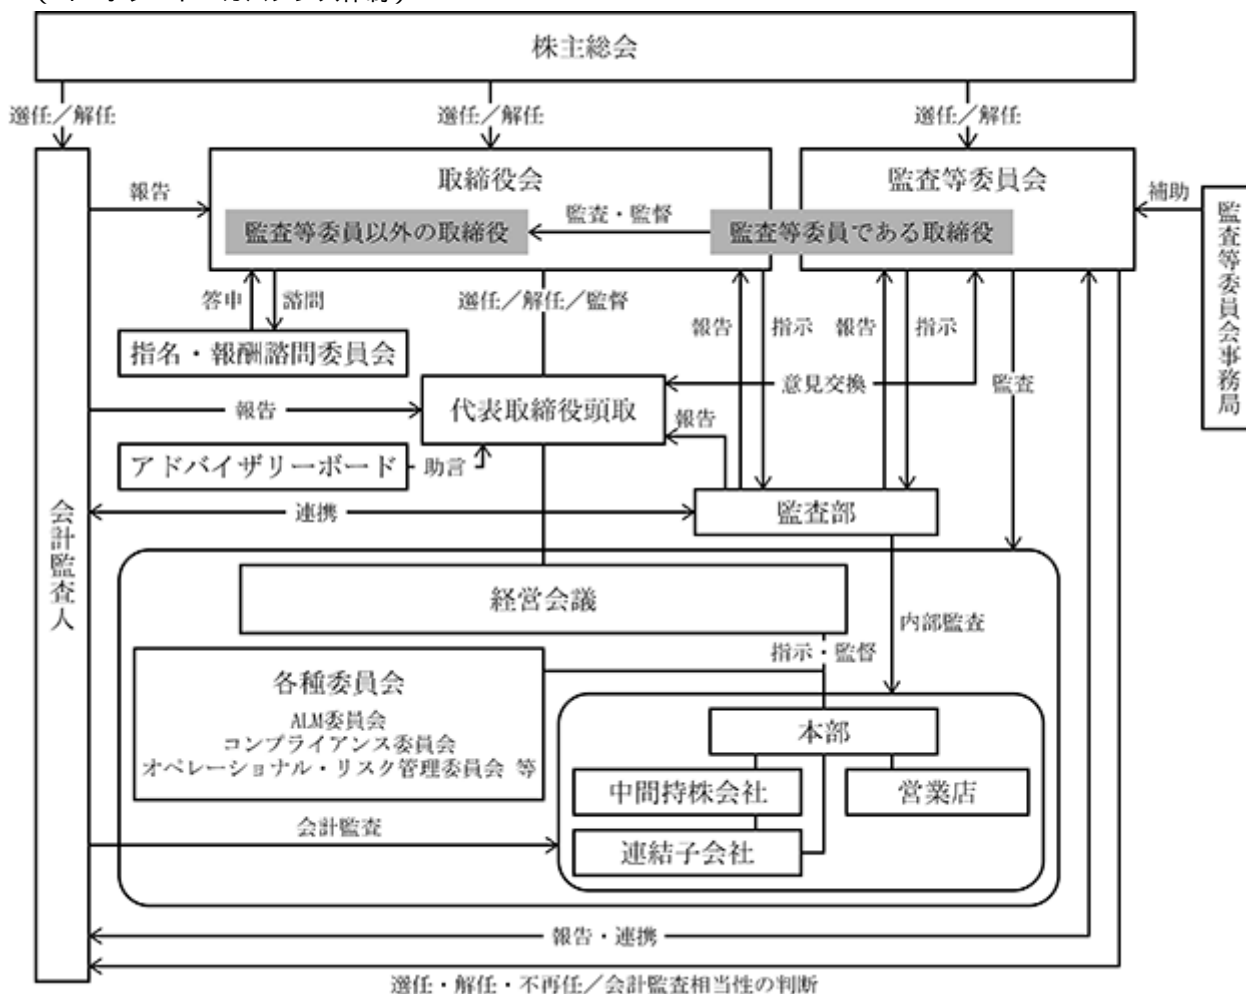 株主総会
選任／解任
選任／解任
選任／解任
取締役会
監査等委員会
報告
補助
監査・監督
監査等委員以外の取締役
監査等委員である取締役
監査等委員会事務局
答申
諮問
選任／解任／監督
報告
指示
報告
指示
指名・報酬諮問委員会
意見交換
監査
報告
代表取締役頭取
報告
アドバイザリーボード
助言
会計監査人
連携
監査部
経営会議
内部監査
指示・監督
各種委員会
ALM委員会
コンプライアンス委員会
オペレーショナル・リスク管理委員会 等
本部
中間持株会社
営業店
会計監査
連結子会社
報告・連携
選任・解任・不再任／会計監査相当性の判断